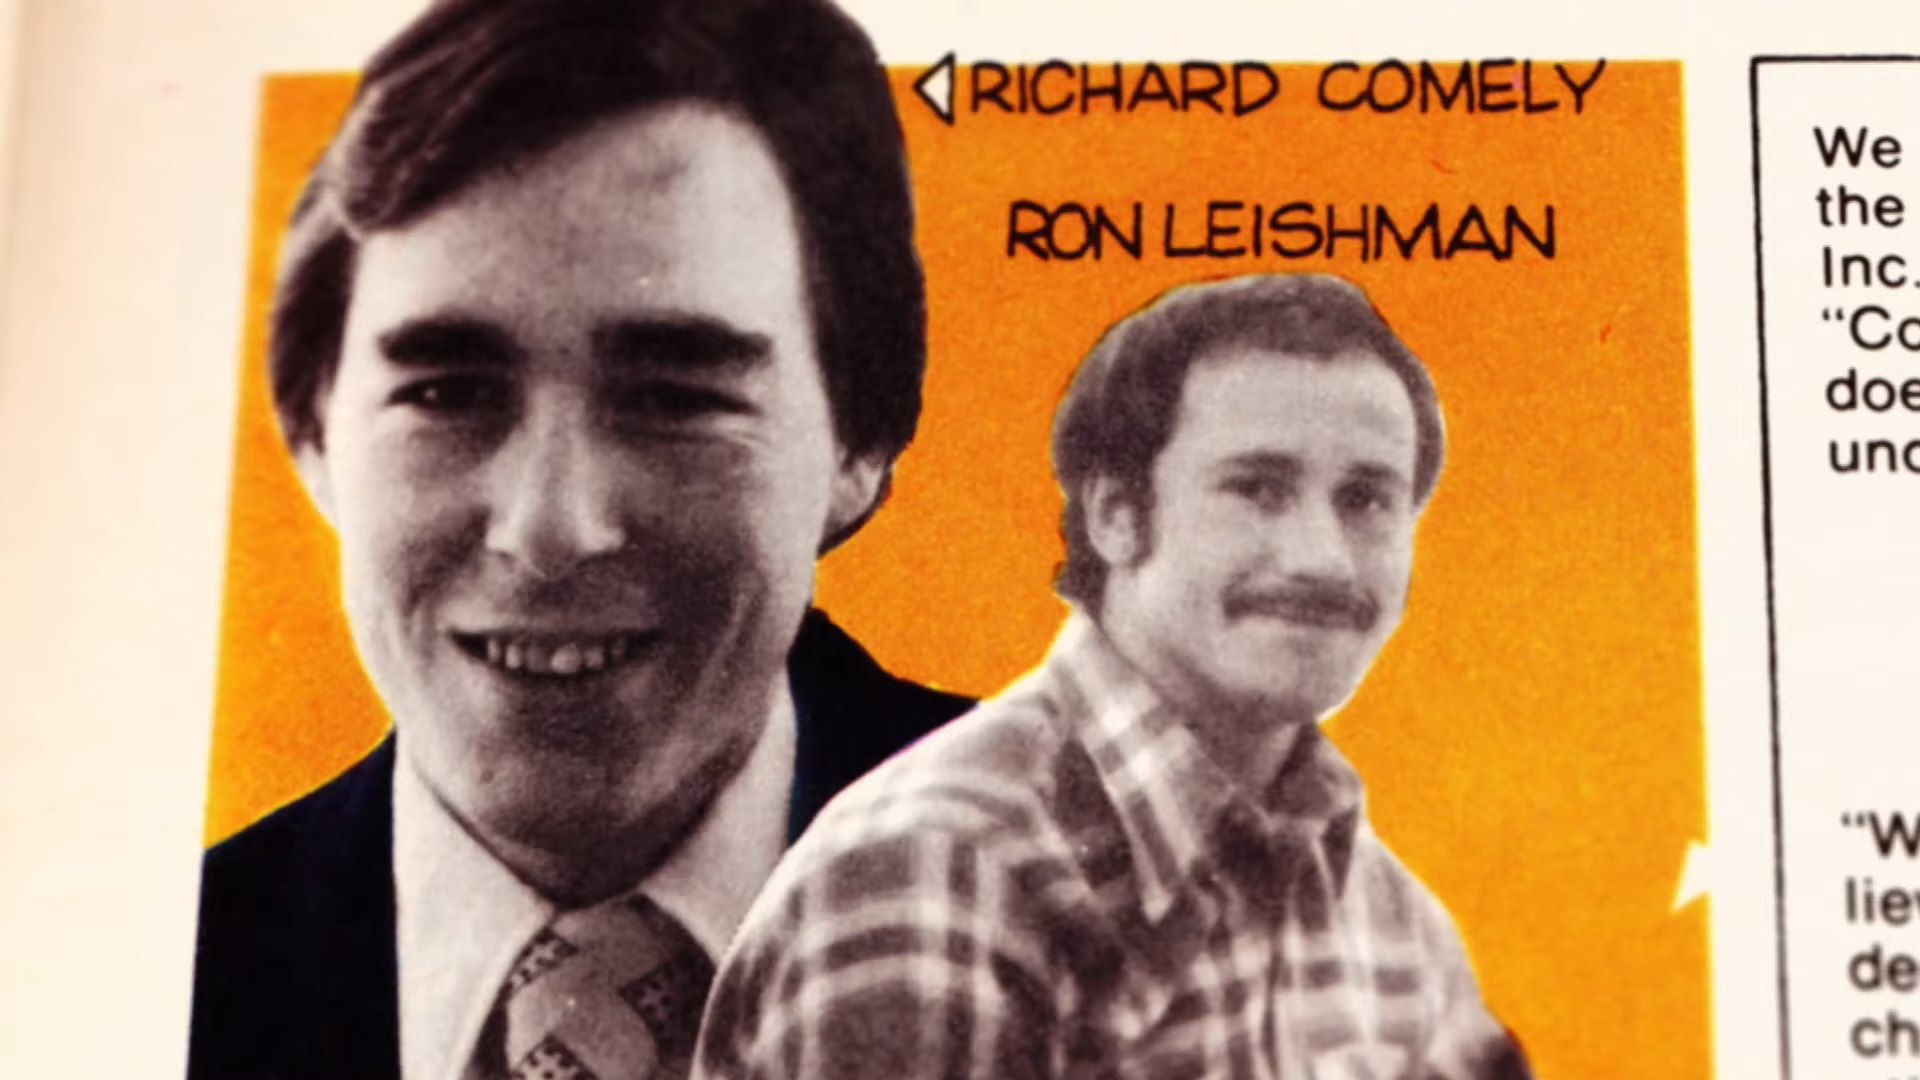 RICHARD COMELY
RON LEISHMAN
We
the
Inc.
“Co
doe
und
“W
liev
de
ch